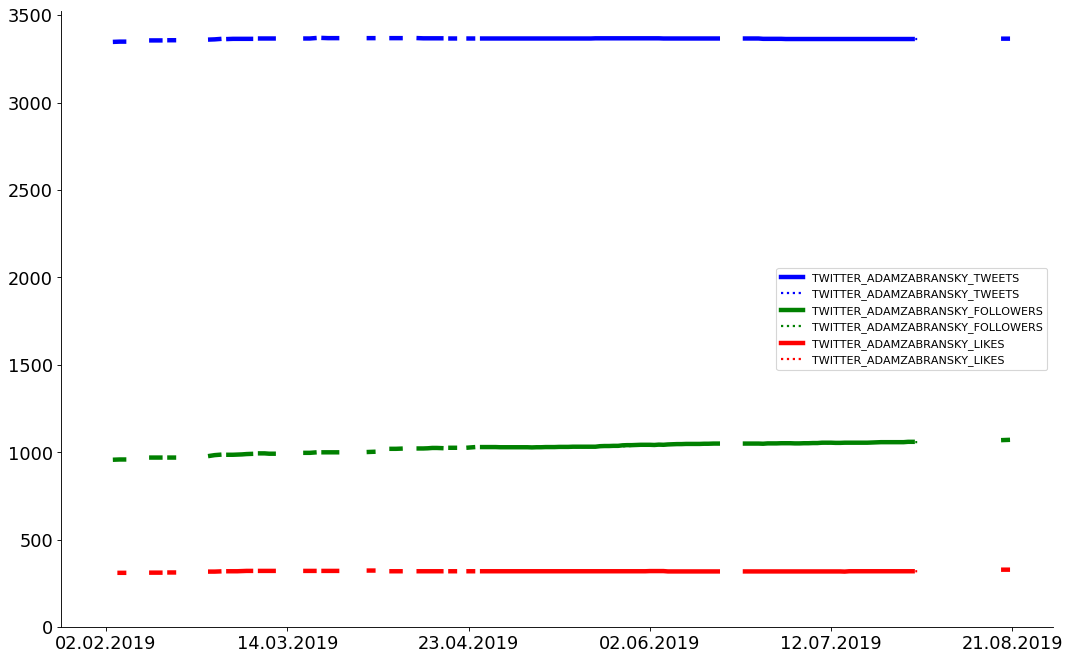 3500
3000
2500
2000
1500
1000
500
0
TWITTER_ADAMZABRANSKY_TWEETS
TWITTER_ADAMZABRANSKY_TWEETS
TWITTER_ADAMZABRANSKY_FOLLOWERS
TWITTER_ADAMZABRANSKY_FOLLOWERS
TWITTER_ADAMZABRANSKY_LIKES
TWITTER_ADAMZABRANSKY_LIKES
02.02.2019 14.03.2019 23.04.2019 02.06.2019 12.07.2019 21.08.2019